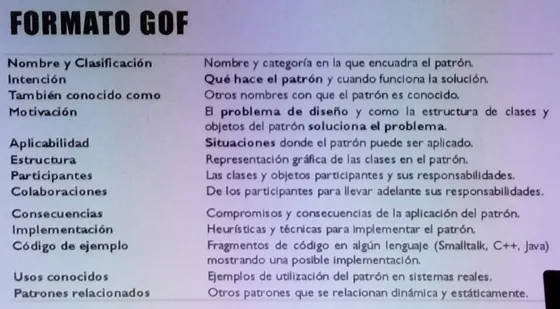 FORMATO GOF
Nombre y Clasificación Nombre y categoría en la que encuadra el patrón.
Intención Qué hace el patrón y cuando funciona la solución.
También conocido como Otros nombres con que el patrón es conocido.
Motivación El problema de diseño y como la estructura de clases y
objetos del patrón soluciona el problema.
Aplicabilidad Situaciones donde el patrón puede ser aplicado.
Estructura Representación gráfica de las clases en el patrón.
Participantes Las clases y objetos participantes y sus responsabilidades.
Colaboraciones De los participantes para llevar adelante sus responsabilidades.
Consecuencias Compromisos y consecuencias de la aplicación del patrón.
Implementación Heurísticas y técnicas para implementar el patrón.
Código de ejemplo Fragmentos de código en algún lenguaje (Smalltalk, C++, Java)
mostrando una posible implementación.
Usos conocidos Ejemplos de utilización del patrón en sistemas reales.
Patrones relacionados Otros patrones que se relacionan dinámica y estáticamente.